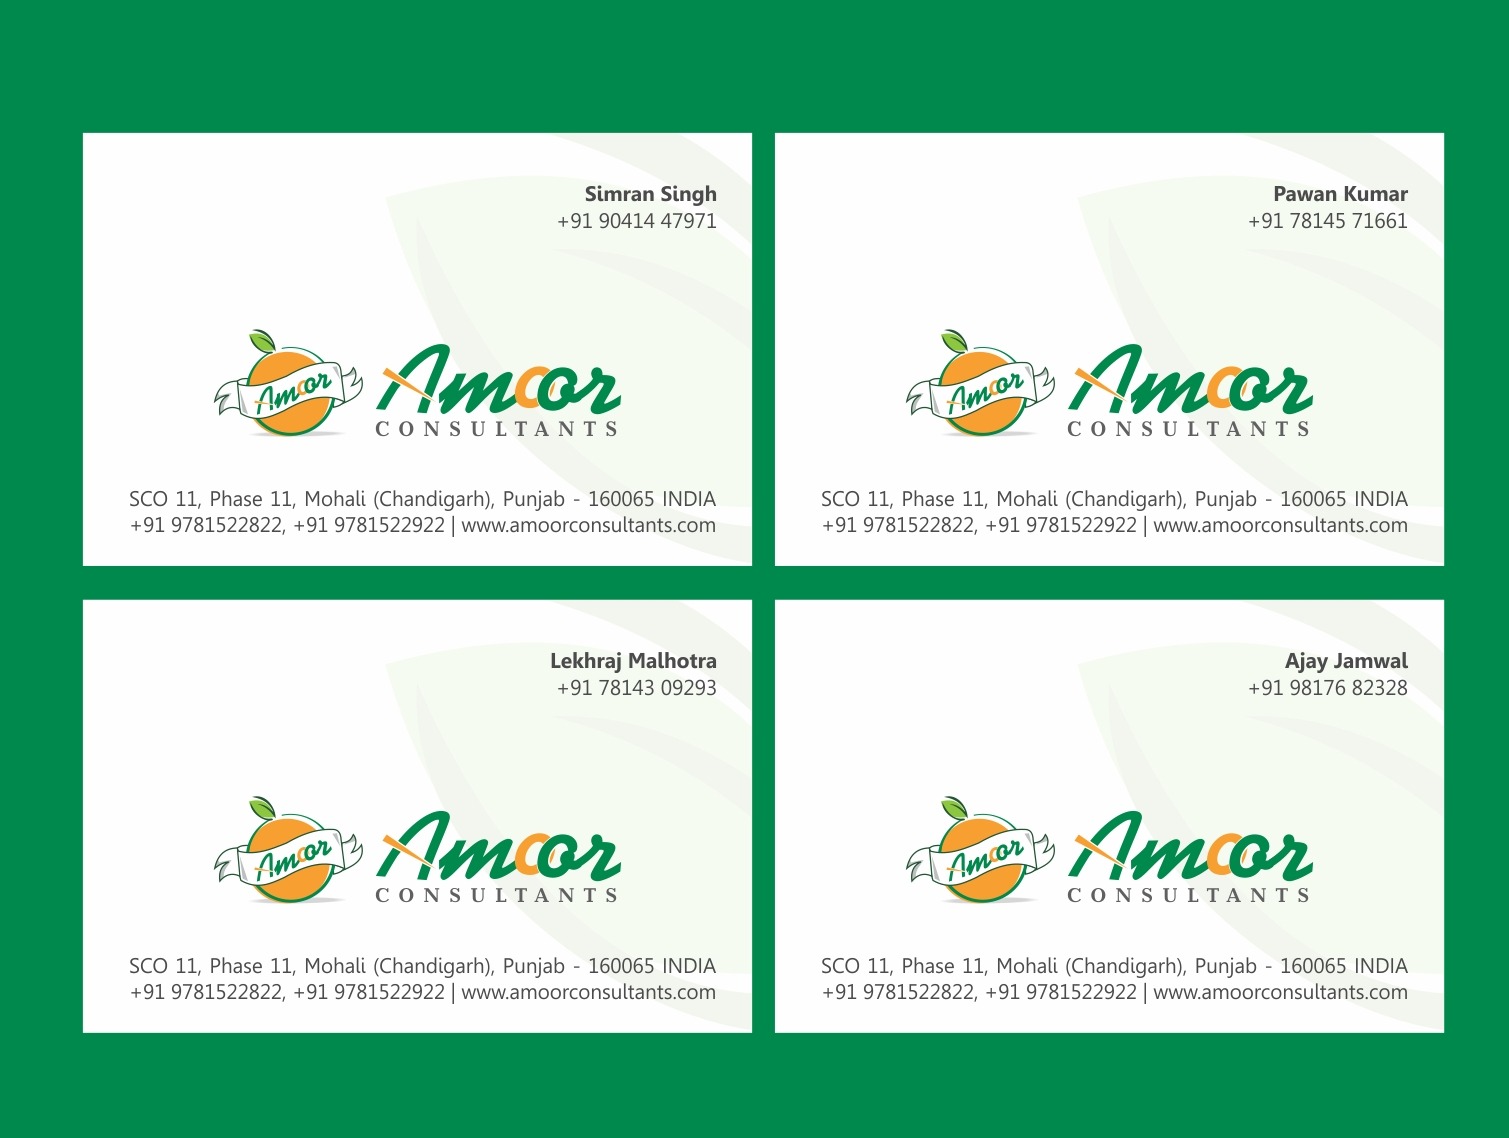 Simran Singh
+91 90414 47971
Amoor
Amoor
CONSULTANTS
SCO 11, Phase 11, Mohali (Chandigarh), Punjab - 160065 INDIA
+91 9781522822, +91 9781522922 | www.amoorconsultants.com
Pawan Kumar
+91 78145 71661
Amoor
Amoor
CONSULTANTS
SCO 11, Phase 11, Mohali (Chandigarh), Punjab - 160065 INDIA
+91 9781522822, +91 9781522922 | www.amoorconsultants.com
Lekhraj Malhotra
+91 78143 09293
Amoor
Amoor
CONSULTANTS
SCO 11, Phase 11, Mohali (Chandigarh), Punjab - 160065 INDIA
+91 9781522822, +91 9781522922 | www.amoorconsultants.com
Ajay Jamwal
+91 98176 82328
Amoor
Amoor
CONSULTANTS
SCO 11, Phase 11, Mohali (Chandigarh), Punjab - 160065 INDIA
+91 9781522822, +91 9781522922 | www.amoorconsultants.com